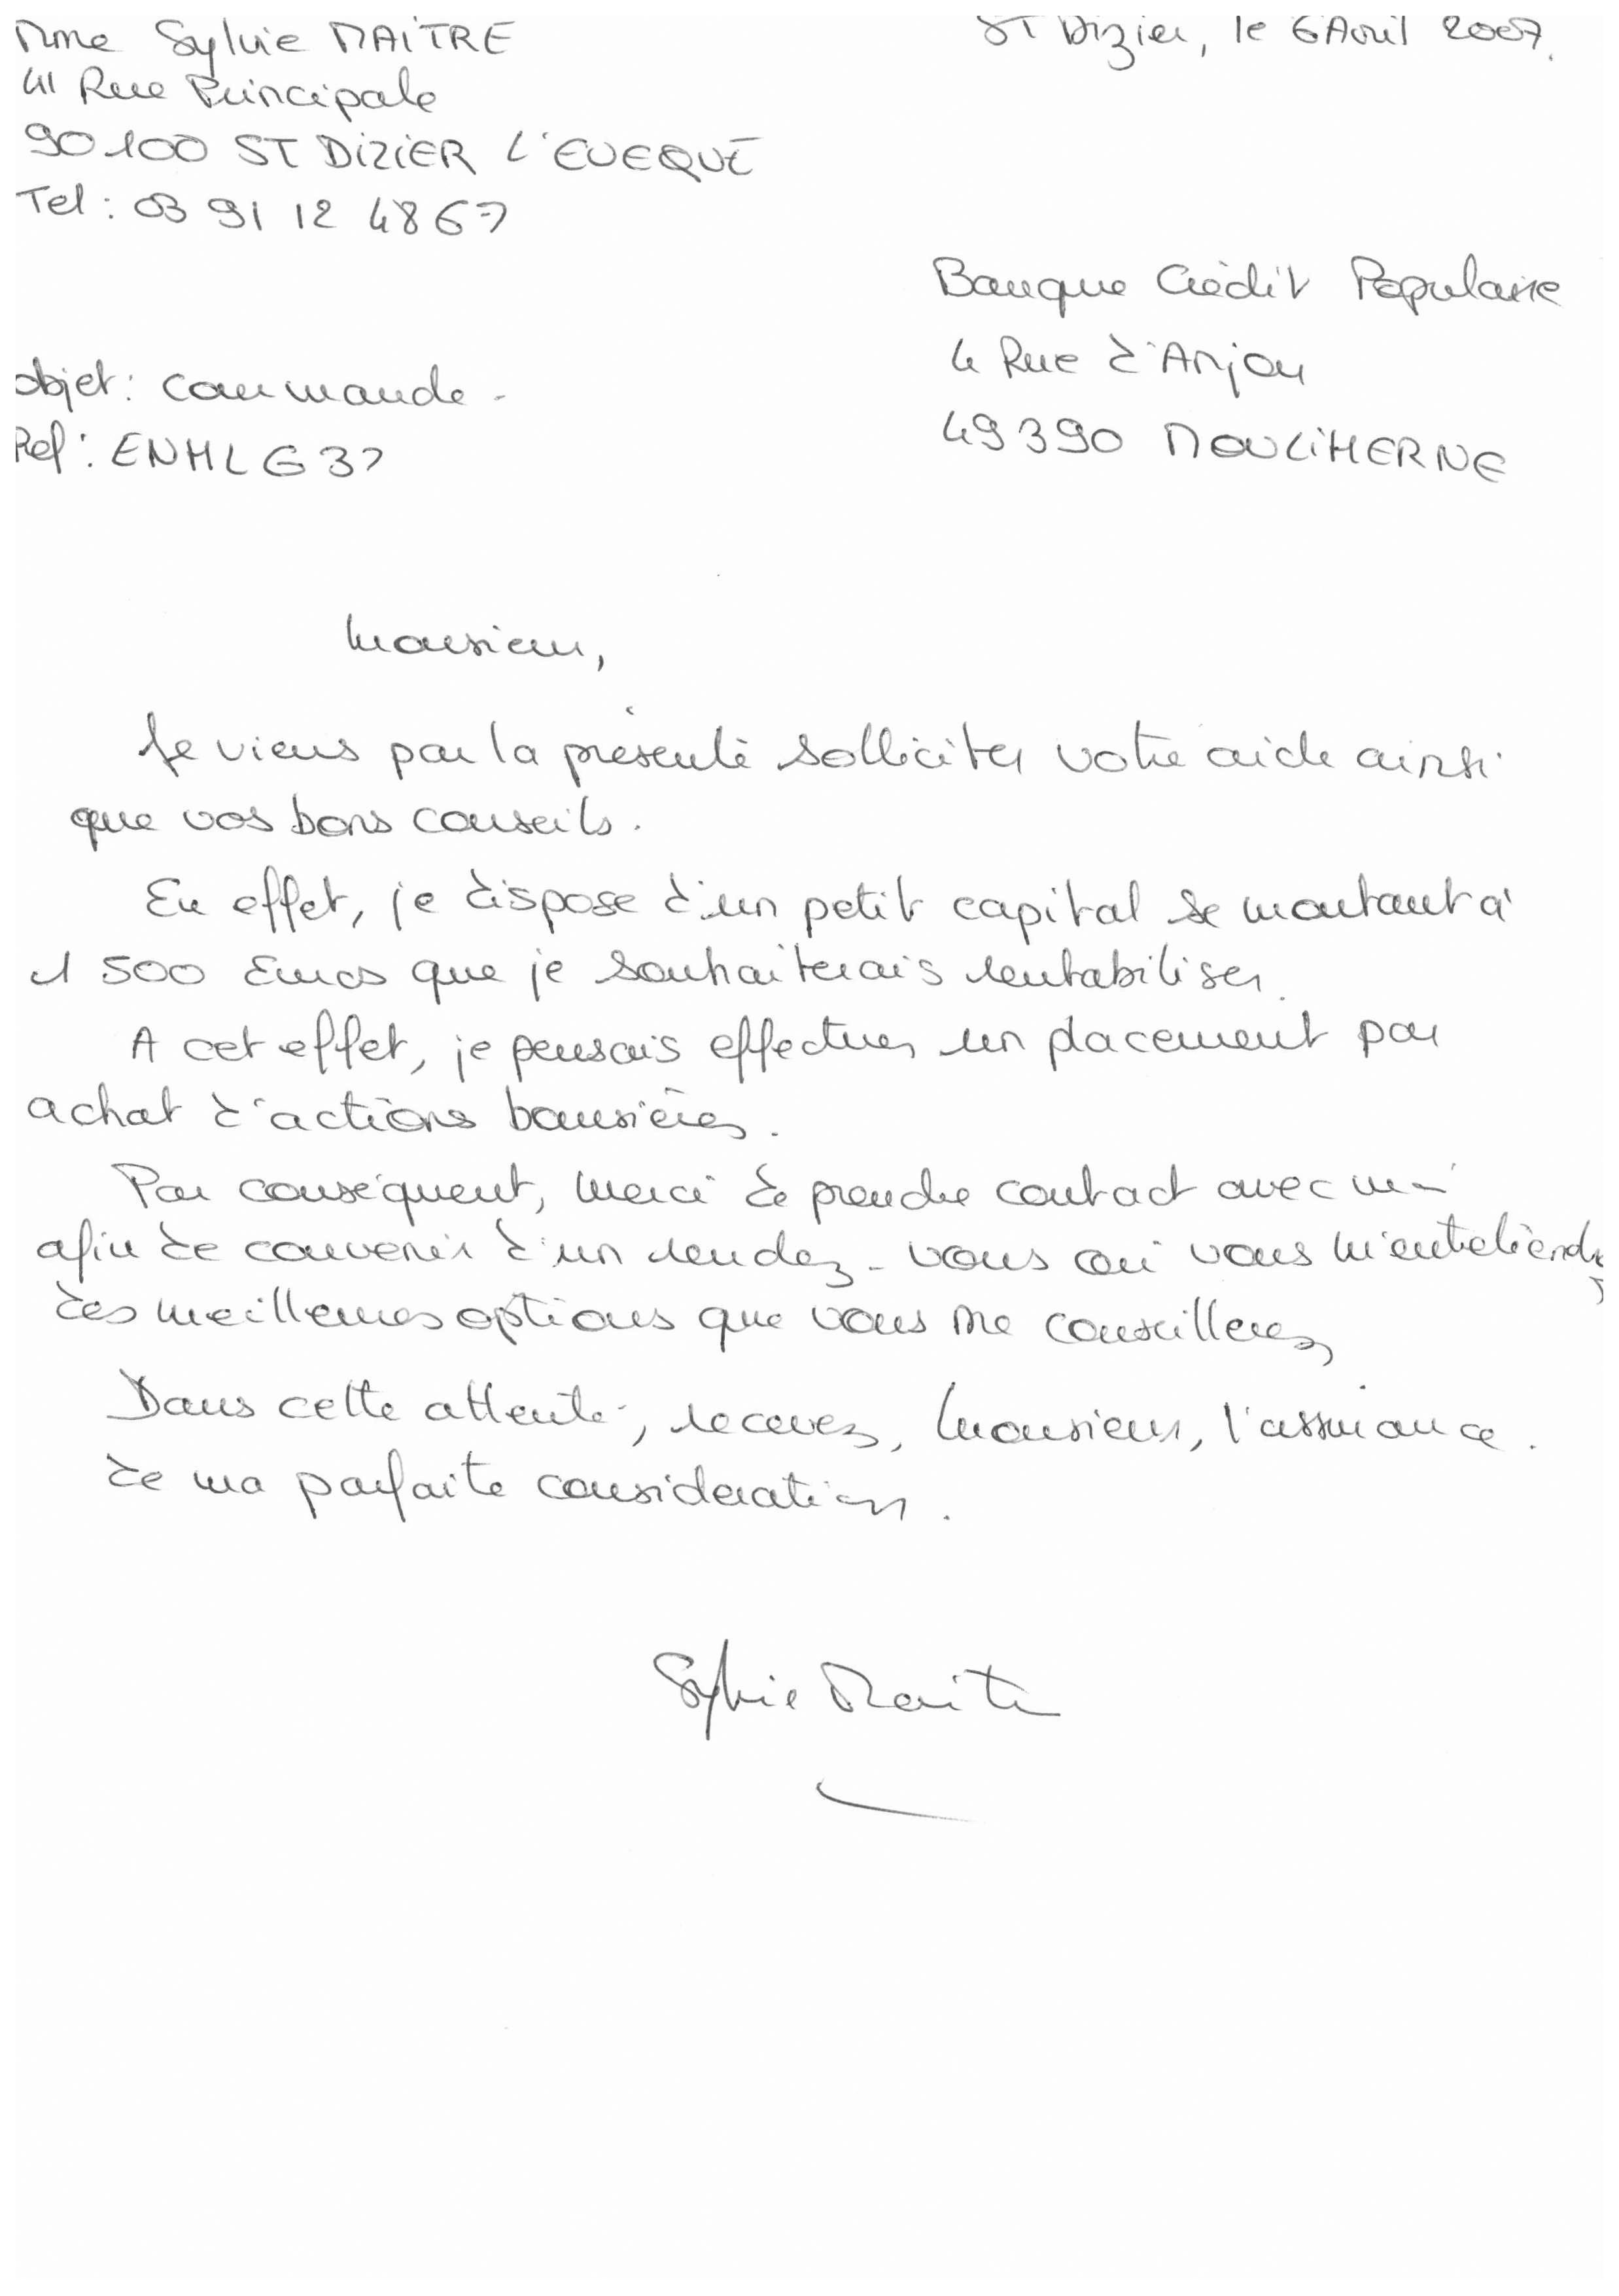 Mme Sylvie MAITRE
St Dizier, le 6 Avril 2007.
41 Rue Principale
90100 ST DIZIER L'EVEQUE
Tel : 03 91 12 48 67
Banque Crédit Populaire
4 Rue d'Anjou
49390 MOULIHERNE
objet : commande.
Ref : ENHLG37
Monsieur,
Je viens par la présente solliciter votre aide ainsi
que vos bons conseils.
En effet, je dispose d'un petit capital se montant à
1 500 Euros que je souhaiterais rentabiliser.
A cet effet, je pensais effectuer un placement par
achat d'actions boursières.
Par conséquent, merci de prendre contact avec moi
afin de convenir d'un rendez-vous où vous m'entretiendrez
des meilleures options que vous me conseillerez
Dans cette attente, recevez, Monsieur, l'assurance.
de ma parfaite considération.
Sylvie Maitre